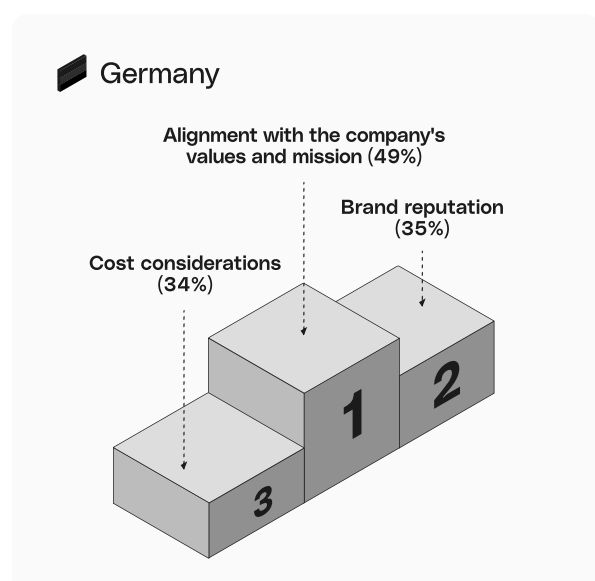 Germany
Alignment with the company's
values and mission (49%)
Brand reputation
(35%)
Cost considerations
(34%)
1
2
3